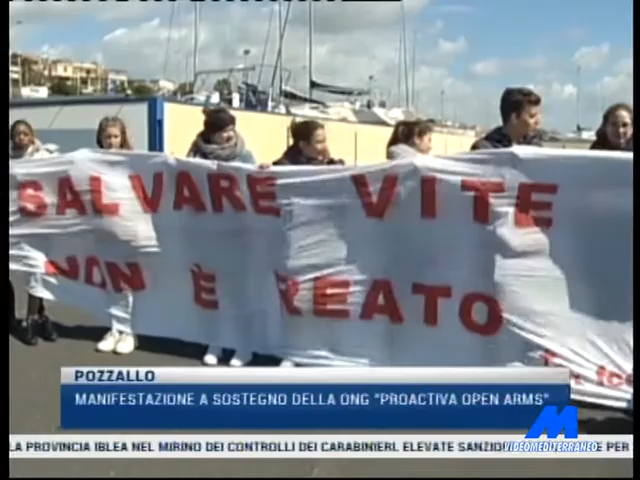 SALVARE VITE
NON È REATO
POZZALLO
MANIFESTAZIONE A SOSTEGNO DELLA ONG "PROACTIVA OPEN ARMS"
VIDEOMEDITERRANEO
LA PROVINCIA IBLEA NEL MIRINO DEI CONTROLLI DEI CARABINIERI. ELEVATE PER